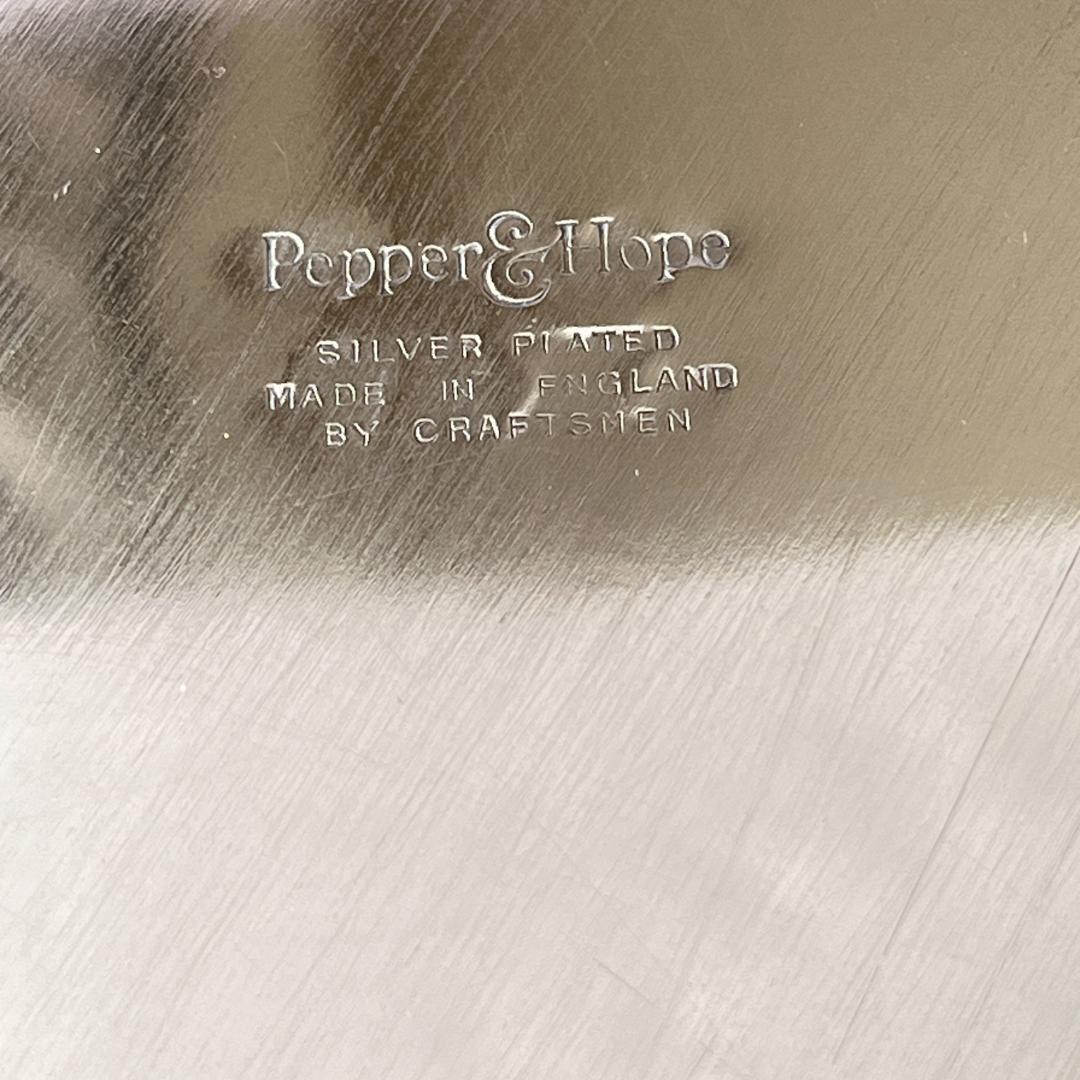 Pepper&Hope
SILVER PLATED
MADE IN ENGLAND
BY CRAFTSMEN